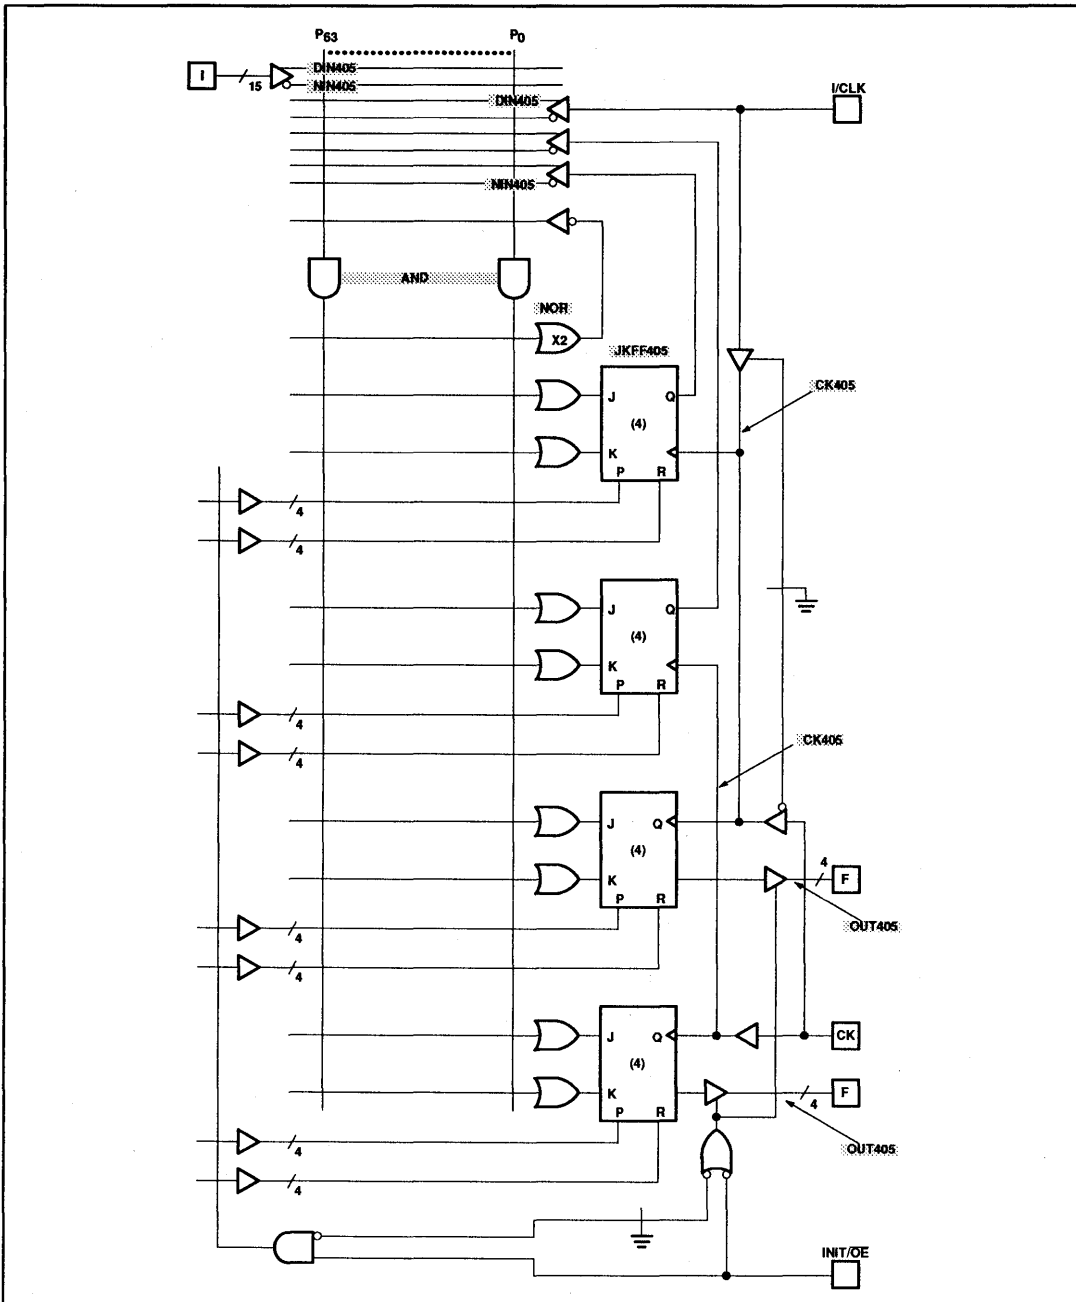 P63 P0
DIN405
I
15
NIN405
I/CLK
DIN405
NIN405
AND
NOR
X2
JKFF405
J Q
CK405
(4)
K
P R
4
4
J Q
(4)
K
P R
4
4
CK405
J Q
(4)
4
K F
P R
OUT405
4
4
J Q CK
(4)
K F
4
P R
OUT405
4
4
INIT/OE